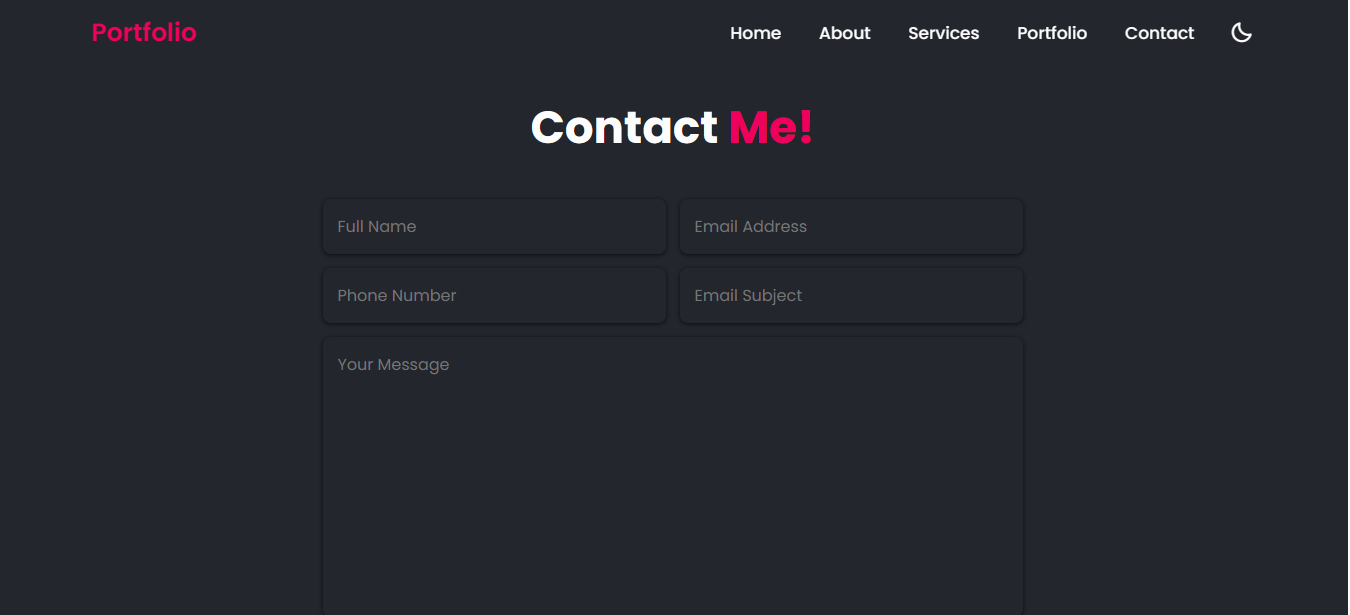 Portfolio Home About Services Portfolio Contact
Contact Me!
Full Name Email Address
Phone Number Email Subject
Your Message